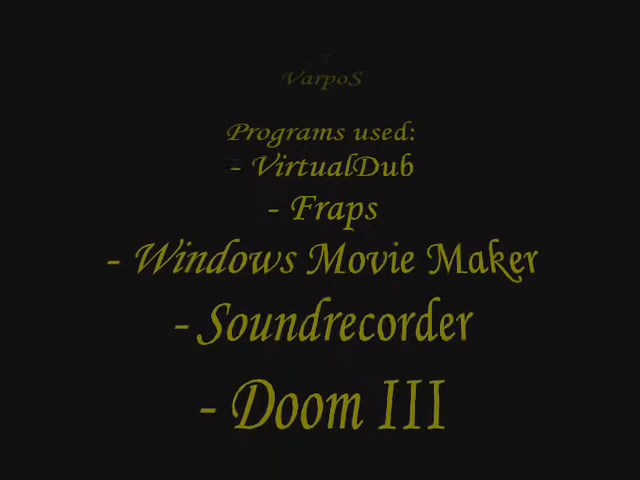 VarpoS
Programs used:
- VirtualDub
- Fraps
- Windows Movie Maker
- Soundrecorder
- Doom III